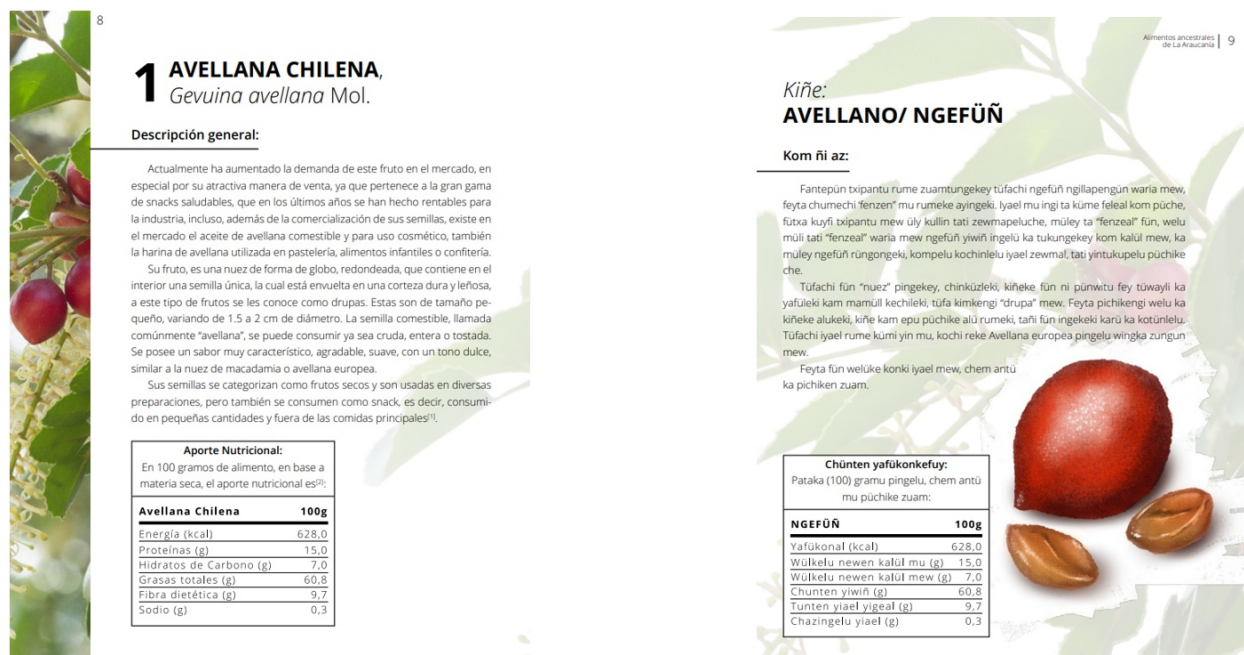 8
1 AVELLANA CHILENA,
Gevuina avellana Mol.
Descripción general:
Actualmente ha aumentado la demanda de este fruto en el mercado, en
especial por su atractiva manera de venta, ya que pertenece a la gran gama
de snacks saludables, que en los últimos años se han hecho rentables para
la industria, incluso, además de la comercialización de sus semillas, existe en
el mercado el aceite de avellana comestible y para uso cosmético, también
la harina de avellana utilizada en pastelería, alimentos infantiles o confitería.
Su fruto, es una nuez de forma de globo, redondeada, que contiene en el
interior una semilla única, la cual está envuelta en una corteza dura y leñosa,
a este tipo de frutos se les conoce como drupas. Estas son de tamaño pe-
queño, variando de 1.5 a 2 cm de diámetro. La semilla comestible, llamada
comúnmente “avellana”, se puede consumir ya sea cruda, entera o tostada.
Se posee un sabor muy característico, agradable, suave, con un tono dulce,
similar a la nuez de macadamia o avellana europea.
Sus semillas se categorizan como frutos secos y son usadas en diversas
preparaciones, pero también se consumen como snack, es decir, consumi-
do en pequeñas cantidades y fuera de las comidas principales[1].
Aporte Nutricional:
En 100 gramos de alimento, en base a
materia seca, el aporte nutricional es[2]:
Avellana Chilena 100g
Energía (kcal) 628,0
Proteínas (g) 15,0
Hidratos de Carbono (g) 7,0
Grasas totales (g) 60,8
Fibra dietética (g) 9,7
Sodio (g) 0,3
Alimentos ancestrales
de La Araucanía | 9
Kiñe:
AVELLANO/ NGEFÜÑ
Kom ñi az:
Fantepün txipantu rume zuamtungekey tüfachi ngefüñ ngillapengün waria mew,
feyta chumechi ‘fenzen” mu rumeke ayingeki. Iyael mu ingi ta küme feleal kom püche,
fütxa kuyfi txipantu mew üly kullin tati zewmapeluche, müley ta “fenzeal” fün, welu
müli tati “fenzeal” waria mew ngefüñ yiwiñ ingelü ka tukungekey kom kalül mew, ka
müley ngefüñ rüngongeki, kompelu kochinlelu iyael zewmal, tati yintukupelu püchike
che.
Tüfachi fün “nuez” pingekey, chinküzleki, kiñeke fün ni pünwitu fey tüwayli ka
yafüleki kam mamüll kechileki, tüfa kimkengi “drupa” mew. Feyta pichikengi welu ka
kiñeke alukeki, kiñe kam epu püchike alü rumeki, tañi fün ingekeki karü ka kotünlelu.
Tüfachi iyael rume kümi yin mu, kochi reke Avellana europea pingelu wingka zungun
mew.
Feyta fün welüke konki iyael mew, chem antü
ka pichiken zuam.
Chünten yafükonkefuy:
Pataka (100) gramu pingelu, chem antü
mu püchike zuam:
NGEFÜÑ 100g
Yafükonal (kcal) 628,0
Wülkelu newen kalül mu (g) 15,0
Wülkelu newen kalül mew (g) 7,0
Chunten yiwiñ (g) 60,8
Tunten yiael yigeal (g) 9,7
Chazingelu yiael (g) 0,3